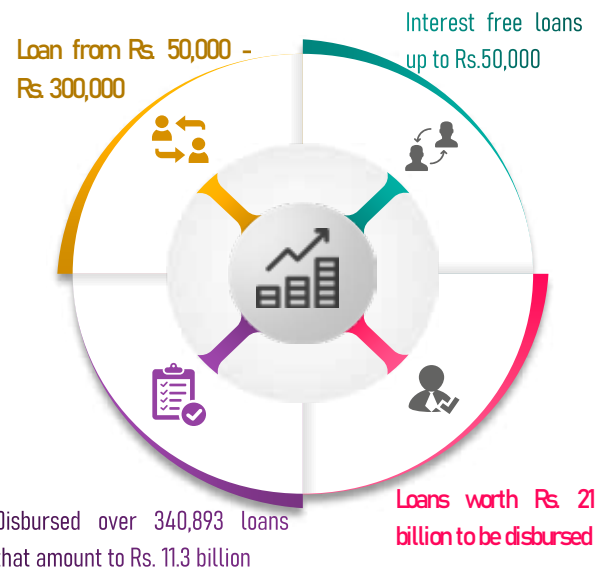 Loan from Rs. 50,000 -
Rs. 300,000
Interest free loans
up to Rs.50,000
Disbursed over 340,893 loans
that amount to Rs. 11.3 billion
Loans worth Rs. 21
billion to be disbursed